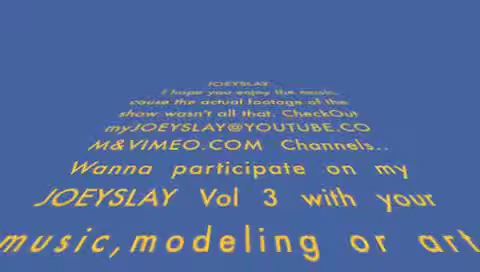 JOEYSLAY
I hope you enjoy the music,
cause the actual footage of the
show wasn't all that. CheckOut
myJOEYSLAY@YOUTUBE.CO
M&VIMEO.COM Channels..
Wanna participate on my
JOEYSLAY Vol 3 with your
music,modeling or art